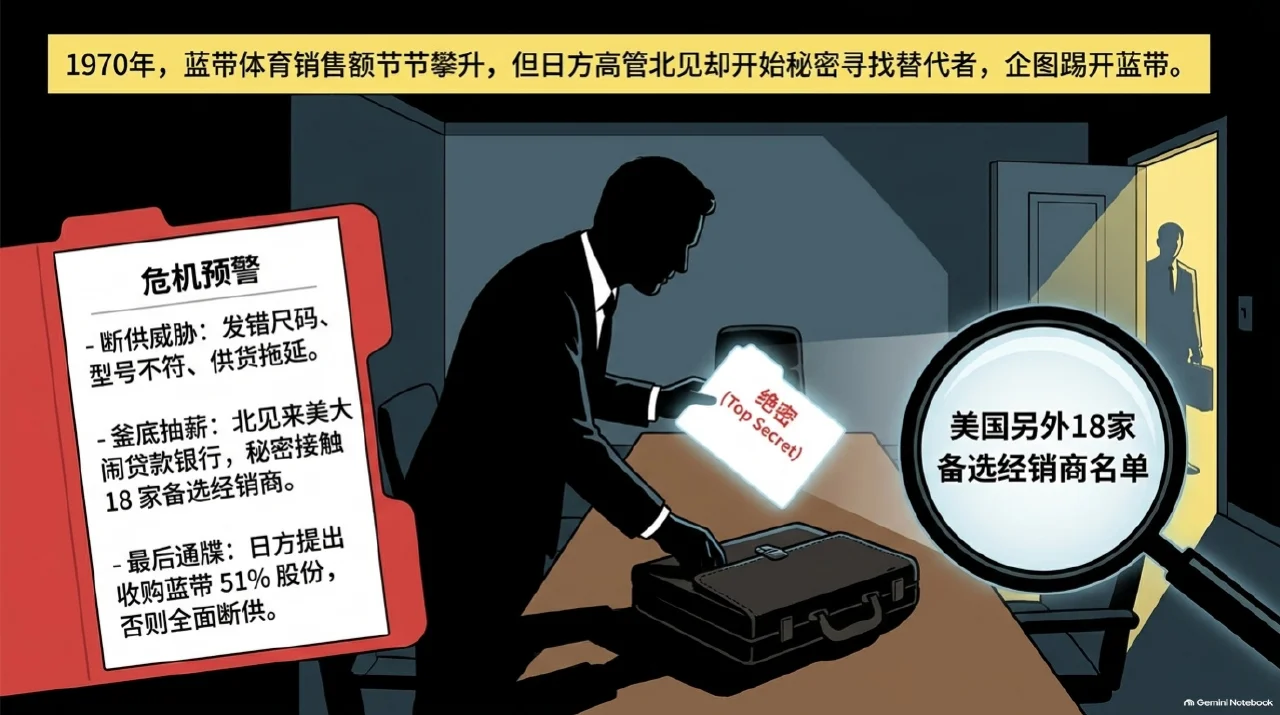 1970年，蓝带体育销售额节节攀升，但日方高管北见却开始秘密寻找替代者，企图踢开蓝带。
危机预警
- 断供威胁：发错尺码、
型号不符、供货拖延。
- 釜底抽薪：北见来美大
闹贷款银行，秘密接触
18 家备选经销商。
- 最后通牒：日方提出
收购蓝带 51% 股份，
否则全面断供。
绝密
(Top Secret)
美国另外18家
备选经销商名单
Gemini Notebook